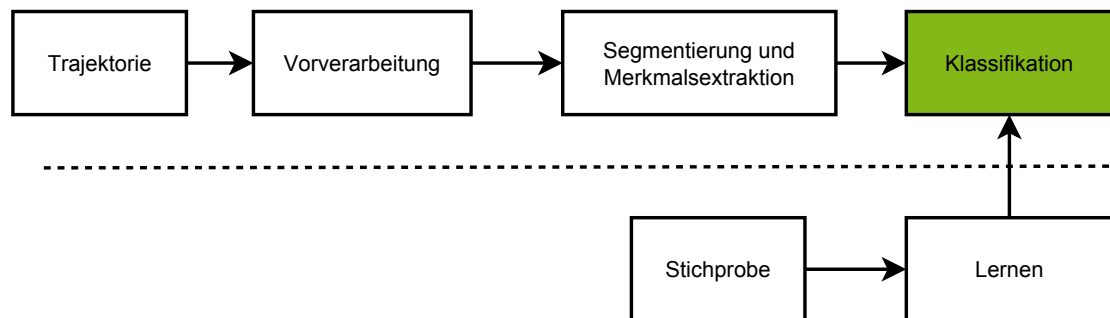 Trajektorie
Vorverarbeitung
Segmentierung und
Merkmalsextraktion
Klassifikation
Stichprobe
Lernen